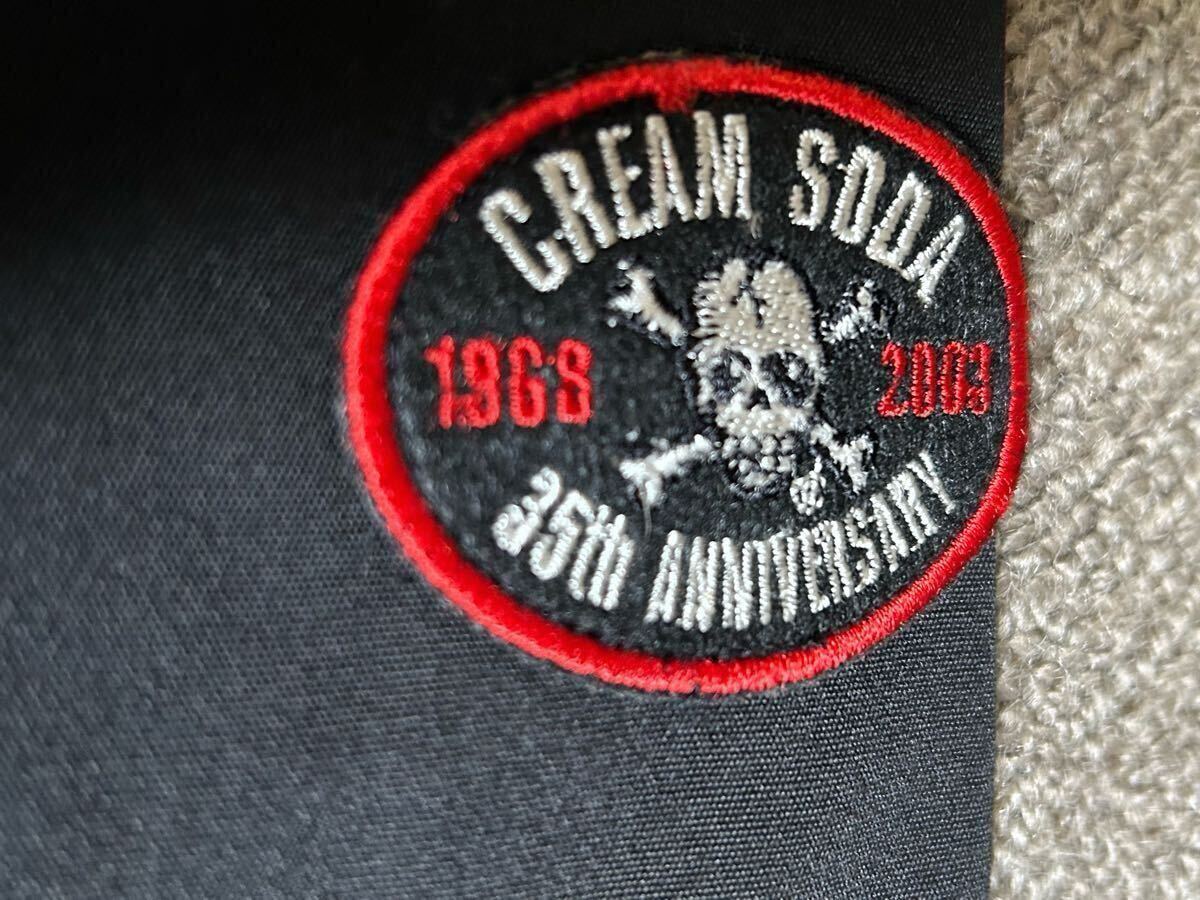 CREAM SODA
1968 2003
35th ANNIVERSARY